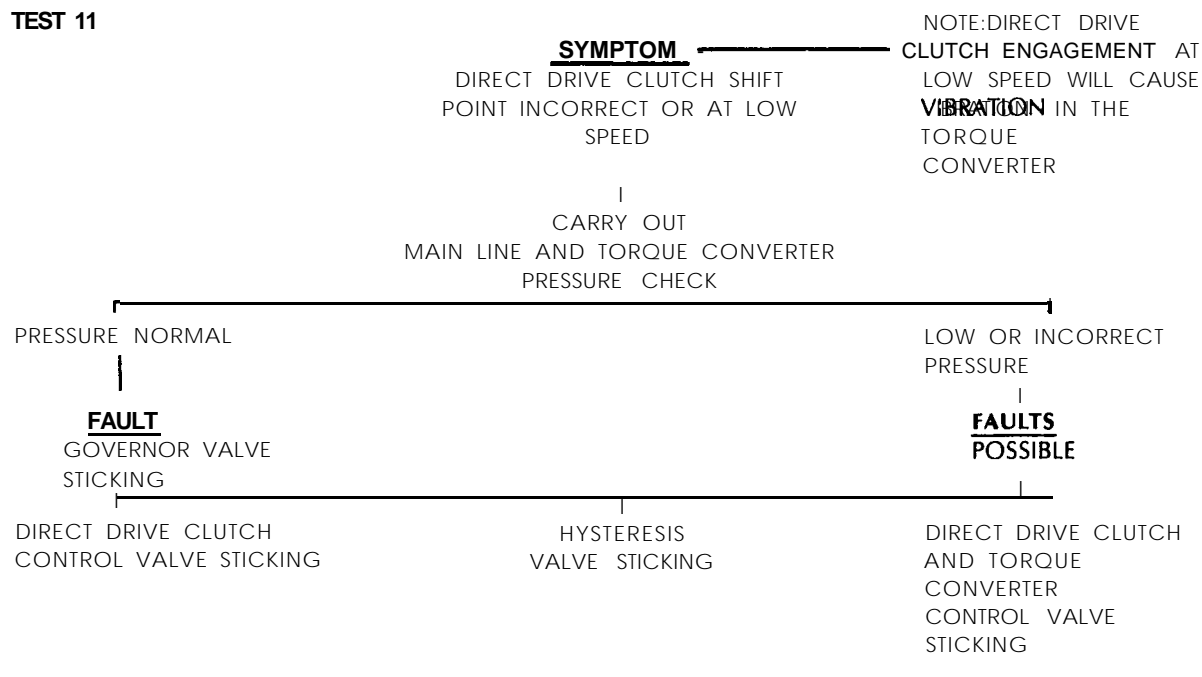 TEST 11
SYMPTOM
DIRECT DRIVE CLUTCH SHIFT
POINT INCORRECT OR AT LOW
SPEED
NOTE:DIRECT DRIVE
CLUTCH ENGAGEMENT AT
LOW SPEED WILL CAUSE
VIBRATION IN THE
TORQUE
CONVERTER
CARRY OUT
MAIN LINE AND TORQUE CONVERTER
PRESSURE CHECK
PRESSURE NORMAL
LOW OR INCORRECT
PRESSURE
FAULT
GOVERNOR VALVE
STICKING
FAULTS
POSSIBLE
DIRECT DRIVE CLUTCH
CONTROL VALVE STICKING
HYSTERESIS
VALVE STICKING
DIRECT DRIVE CLUTCH
AND TORQUE
CONVERTER
CONTROL VALVE
STICKING